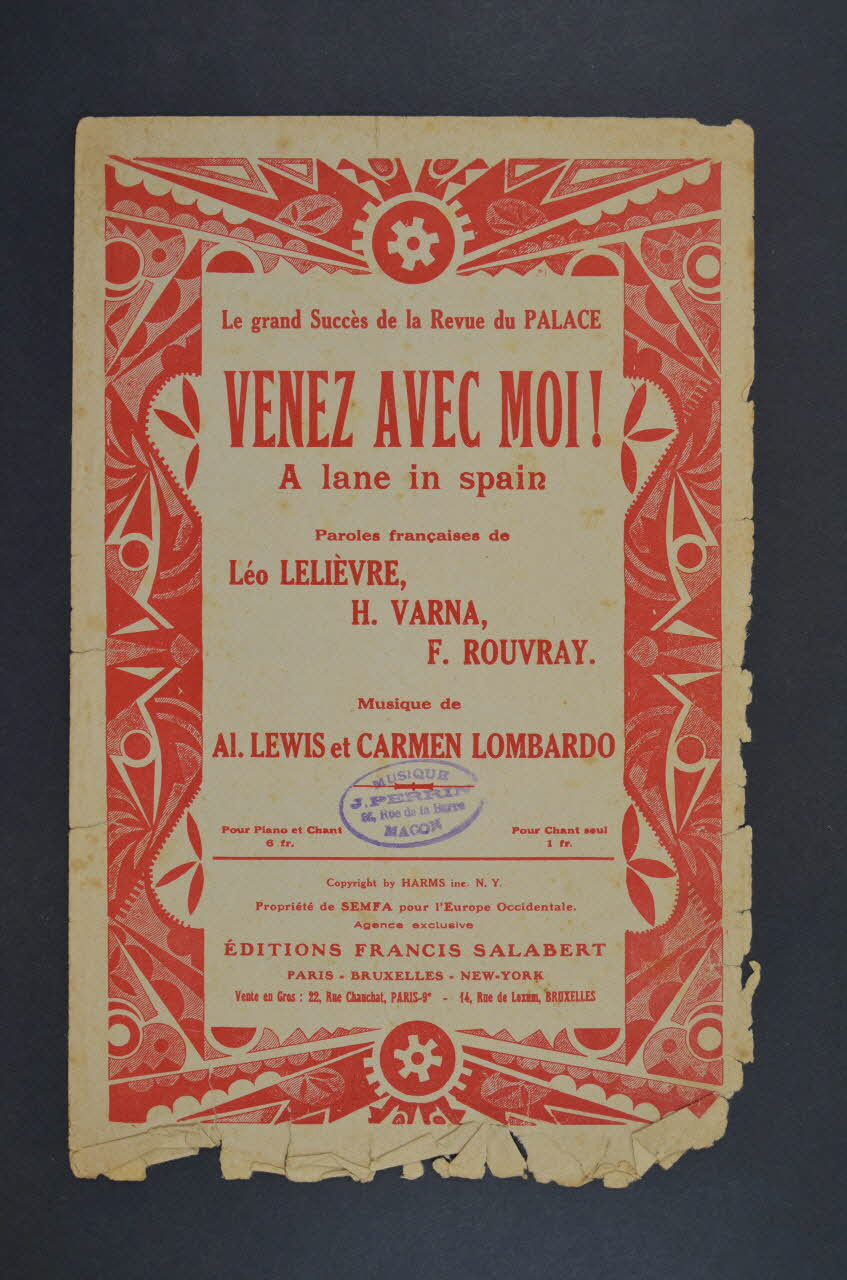 Le grand Succès de la Revue du PALACE
VENEZ AVEC MOI!
A lane in spain
Paroles françaises de
Léo LELIÈVRE,
H. VARNA,
F. ROUVRAY.
Musique de
Al. LEWIS et CARMEN LOMBARDO
MUSIQUE
J. PERRIN
Rue de la Barre
MACON
Pour Piano et Chant
6 fr.
Pour Chant seul
1 fr.
Copyright by HARMS inc. N. Y.
Propriété de SEMFA pour l'Europe Occidentale.
Agence exclusive
ÉDITIONS FRANCIS SALABERT
PARIS - BRUXELLES - NEW-YORK
Vente en Gros : 22, Rue Chauchat, PARIS-9e - 14, Rue de Loxum, BRUXELLES